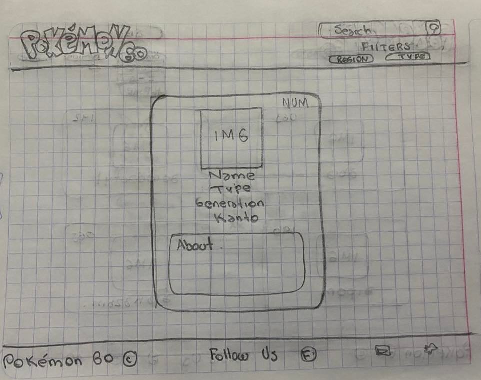 Pokémon GO
Search
FILTERS
REGION TYPE
NUM
IMG
Name
Type
Generation
Kanto
About
Pokémon GO © Follow Us F